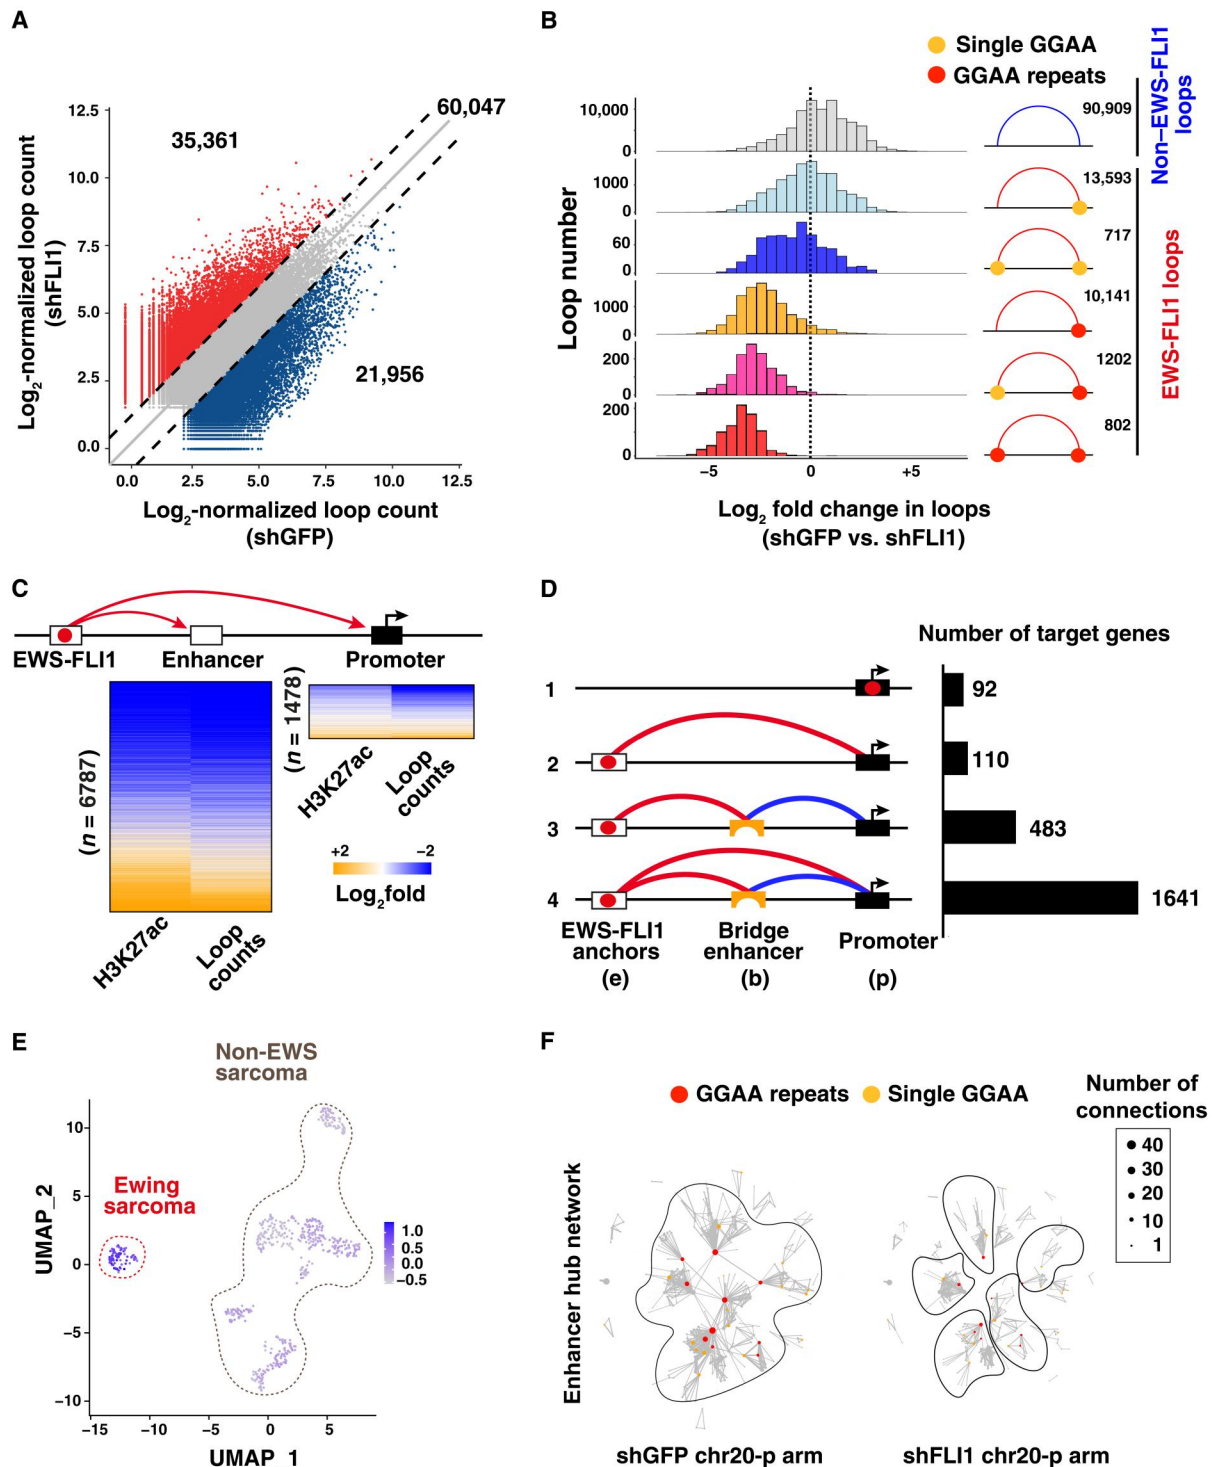 A
12.5
10.0
7.5
5.0
2.5
0.0
Log2-normalized loop count
(shFLI1)
35,361
60,047
21,956
0.0 2.5 5.0 7.5 10.0 12.5
Log2-normalized loop count
(shGFP)
B
Single GGAA
GGAA repeats
Loop number
10,000
0
1000
0
60
0
1000
0
200
0
200
0
−5 0 +5
Log2 fold change in loops
(shGFP vs. shFLI1)
90,909
13,593
717
10,141
1202
802
Non–EWS-FLI1
loops
EWS-FLI1 loops
C
EWS-FLI1 Enhancer Promoter
(n = 6787)
H3K27ac
Loop
counts
(n = 1478)
H3K27ac
Loop
counts
+2 −2
Log2fold
D
Number of target genes
1
92
2
110
3
483
4
1641
EWS-FLI1
anchors
(e)
Bridge
enhancer
(b)
Promoter
(p)
E
Non-EWS
sarcoma
Ewing
sarcoma
UMAP_2
10
5
0
−5
−10
1.0
0.5
0.0
−0.5
−15 −10 −5 0 5
UMAP_1
F
GGAA repeats Single GGAA
Number of
connections
40
30
20
10
1
Enhancer hub network
shGFP chr20-p arm
shFLI1 chr20-p arm